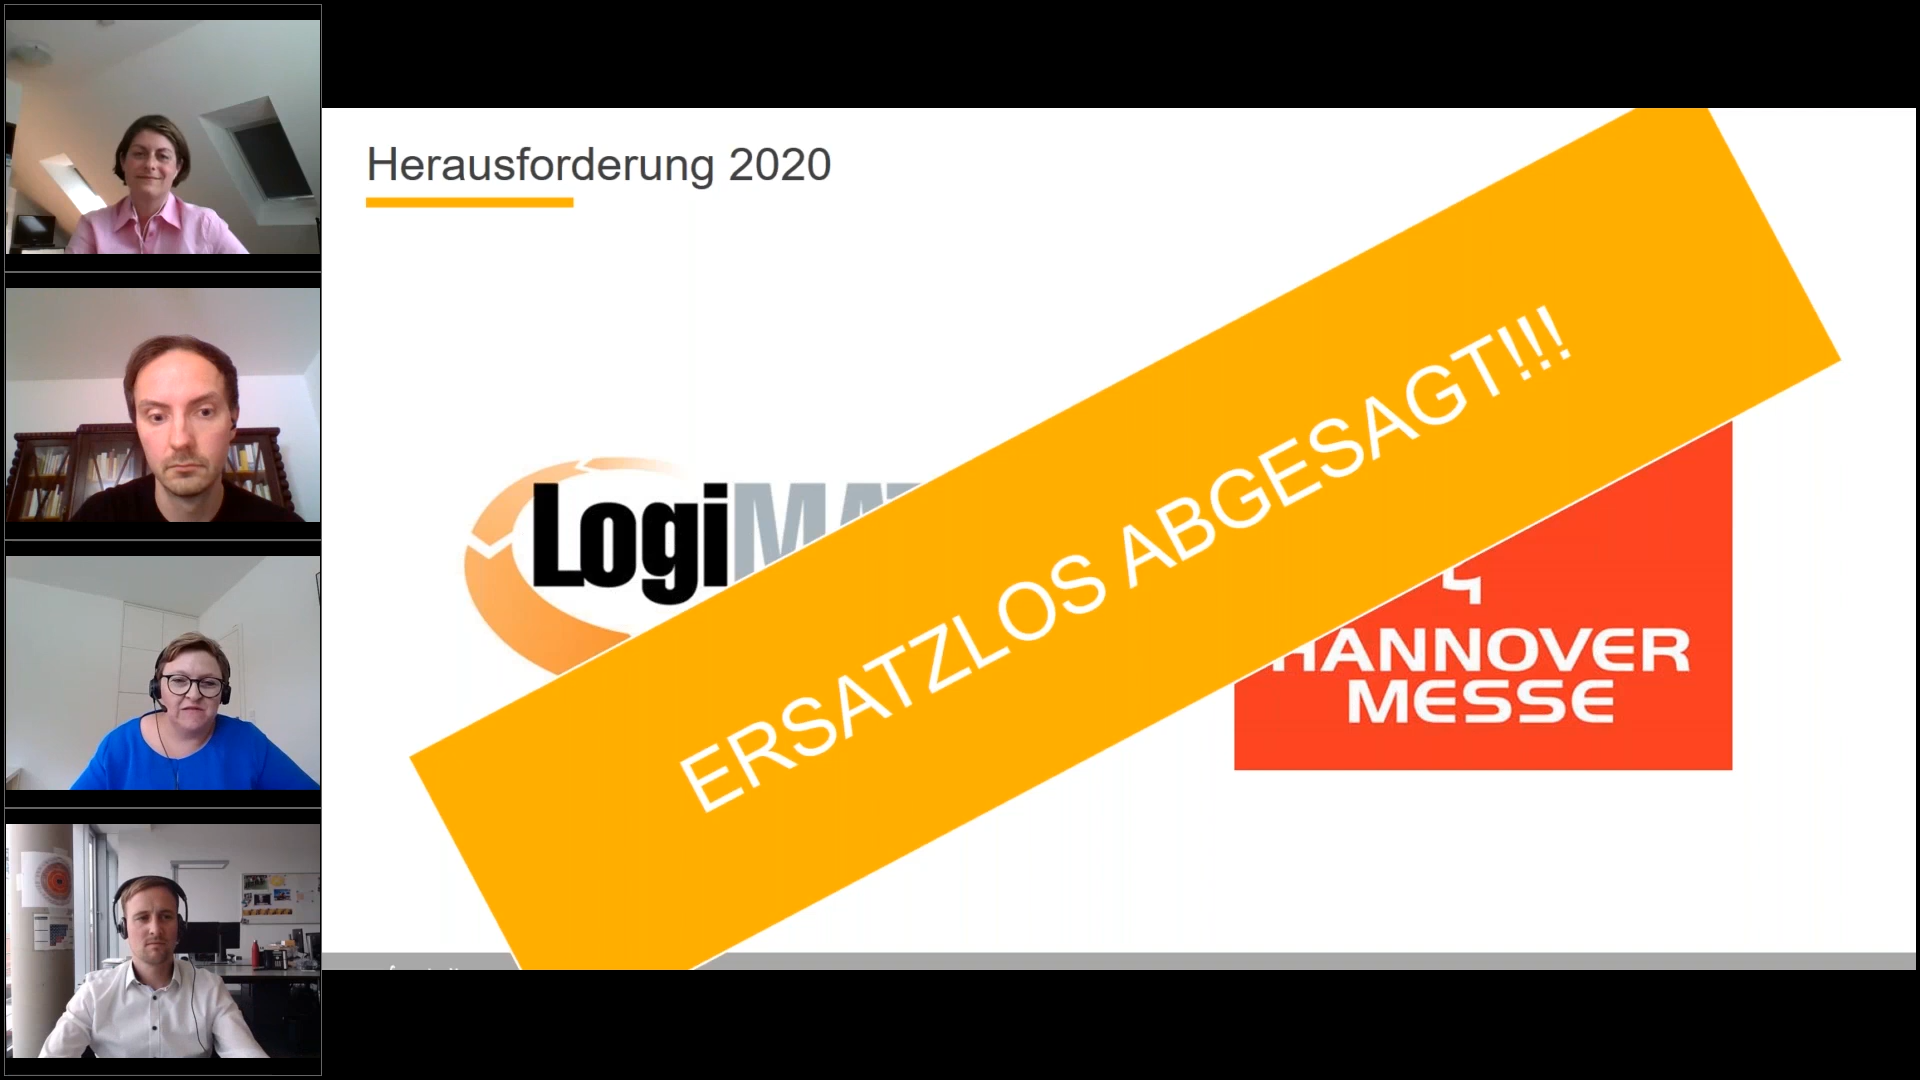 Herausforderung 2020
Logi
ERSATZLOS ABGESAGT!!!
HANNOVER
MESSE